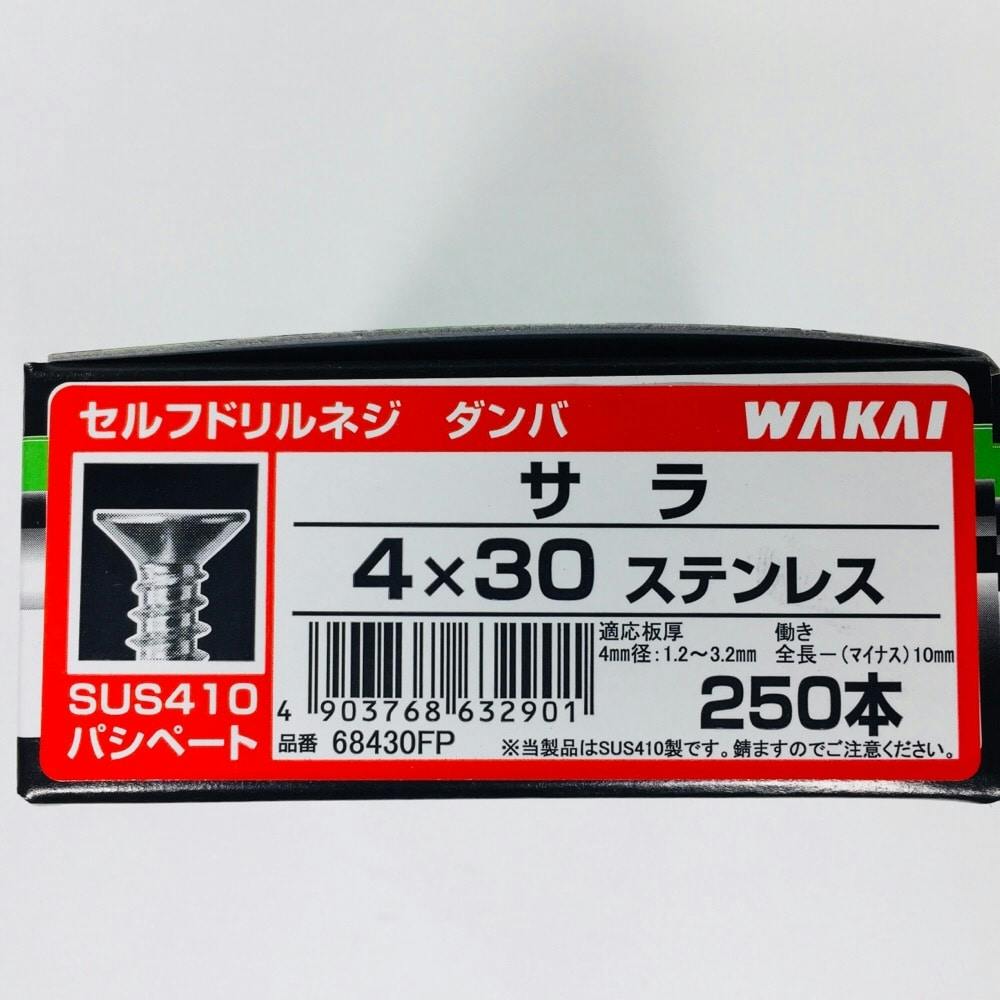 セルフドリルネジ ダンバ WAKAI
サラ
4×30 ステンレス
適応板厚 働き
4mm径:1.2～3.2mm 全長ー(マイナス)10mm
250本
SUS410
パシペート
4 903768 632901
品番 68430FP
※当製品はSUS410製です。錆ますのでご注意ください。